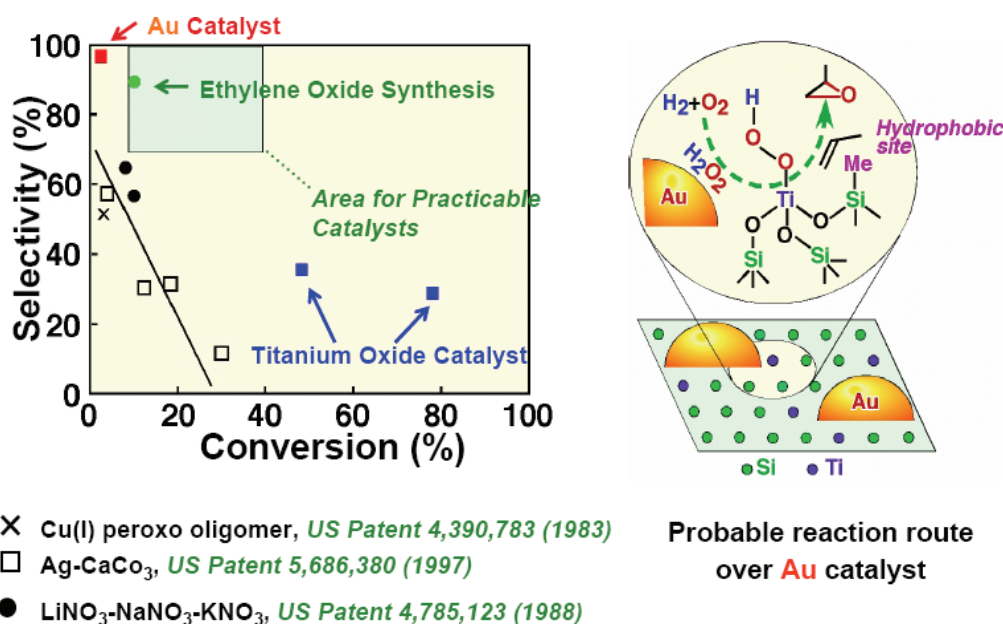 Au Catalyst
100
80
60
40
20
0
Selectivity (%)
Ethylene Oxide Synthesis
Area for Practicable
Catalysts
Titanium Oxide Catalyst
0 20 40 60 80 100
Conversion (%)
× Cu(I) peroxo oligomer, US Patent 4,390,783 (1983)
□ Ag-CaCo₃, US Patent 5,686,380 (1997)
● LiNO₃-NaNO₃-KNO₃, US Patent 4,785,123 (1988)
H₂+O₂
H
O
O
O
H₂O₂
Hydrophobic
site
Me
Au
Ti
Si
O
O
O
Si
Si
Au
Au
Si Ti
Probable reaction route
over Au catalyst